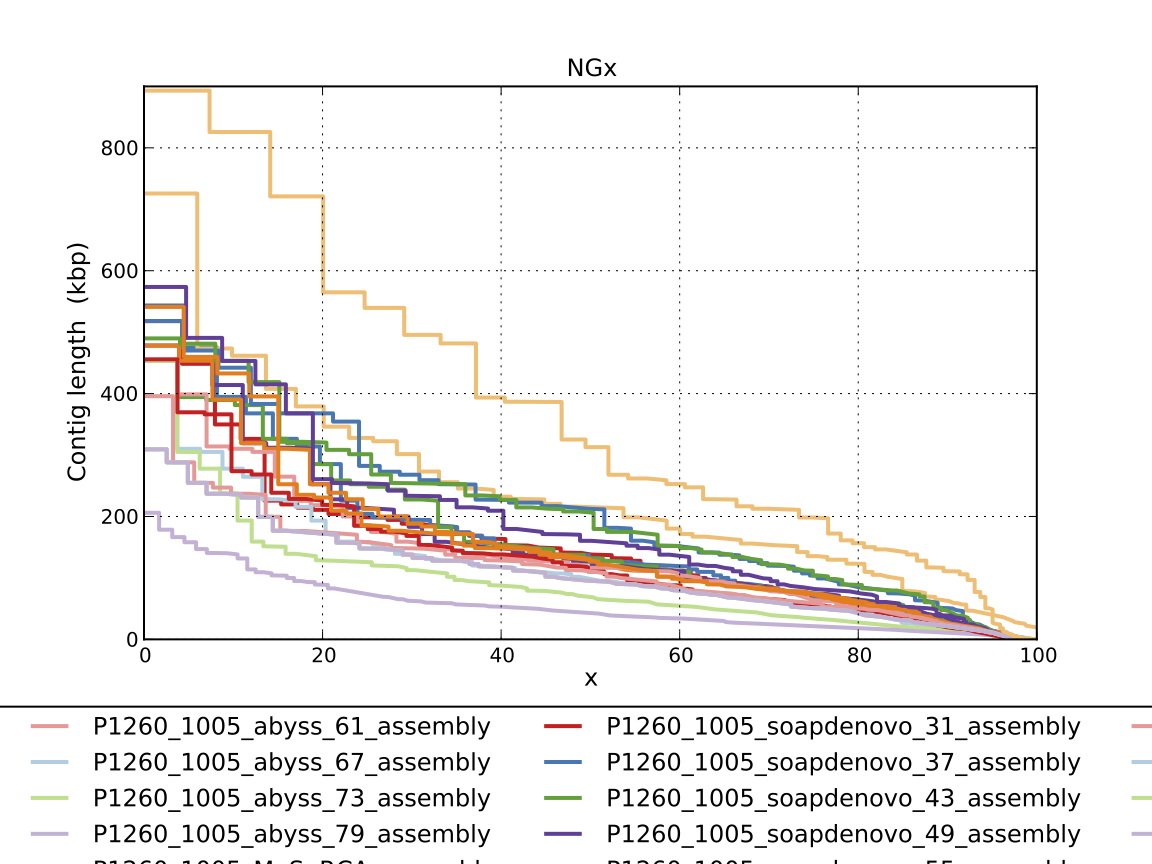 NGx
Contig length (kbp)
800
600
400
200
0
0 20 40 60 80 100
x
P1260_1005_abyss_61_assembly P1260_1005_soapdenovo_31_assembly
P1260_1005_abyss_67_assembly P1260_1005_soapdenovo_37_assembly
P1260_1005_abyss_73_assembly P1260_1005_soapdenovo_43_assembly
P1260_1005_abyss_79_assembly P1260_1005_soapdenovo_49_assembly